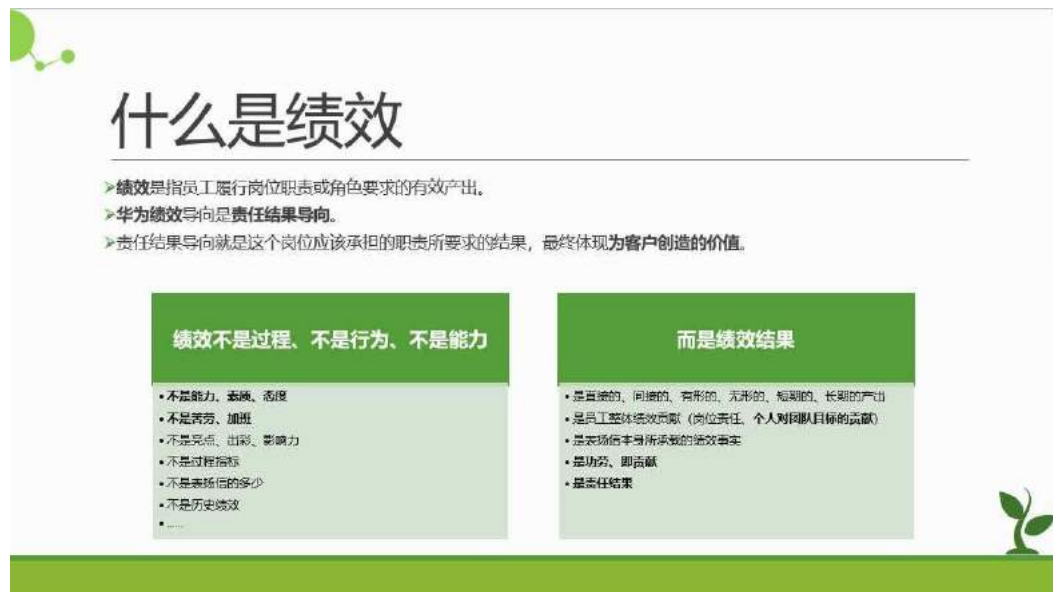 什么是绩效
➢绩效是指员工履行岗位职责或角色要求的有效产出。
➢华为绩效导向是责任结果导向。
➢责任结果导向就是这个岗位应该承担的职责所要求的结果，最终体现为客户创造的价值。
绩效不是过程、不是行为、不是能力
• 不是能力、素质、态度
• 不是苦劳、加班
• 不是亮点、出彩、影响力
• 不是过程指标
• 不是表扬信的多少
• 不是历史绩效
• ……
而是绩效结果
• 是直接的、间接的、有形的、无形的、短期的、长期的产出
• 是员工整体绩效贡献（岗位责任、个人对团队目标的贡献）
• 是表扬信本身所承载的绩效事实
• 是功劳、即贡献
• 是责任结果